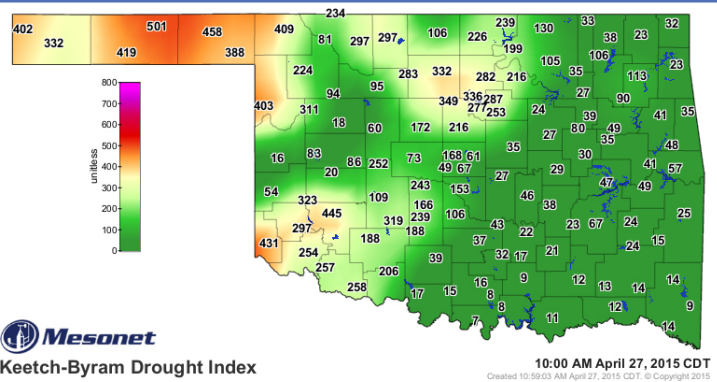 234
402 332 419 501 458 388 409 81 297 297 106 226 239 199 130 33 38 23 32
106 23
224 283 332 282 216 105 35 113
94 95 336 287 27 90
403 311 349 277 253 24 39 41 35
18 60 172 216 27 80 49
35 35
16 83 86 252 73 168 61 30 48
20 49 67 27 29 41 57
54 243 153 47 49
323 109 166 46 38
445 319 239 106 43 23 67 24 25
297 188 188 37 22
431 254 39 32 17 21 24 15
257 206 9 12 14
258 17 15 16 8 13 14 9
8 12
7 11 14
800
700
600
500
400
300
200
100
0
unitless
Mesonet
Keetch-Byram Drought Index
10:00 AM April 27, 2015 CDT
Created 10:59:03 AM April 27, 2015 CDT. © Copyright 2015